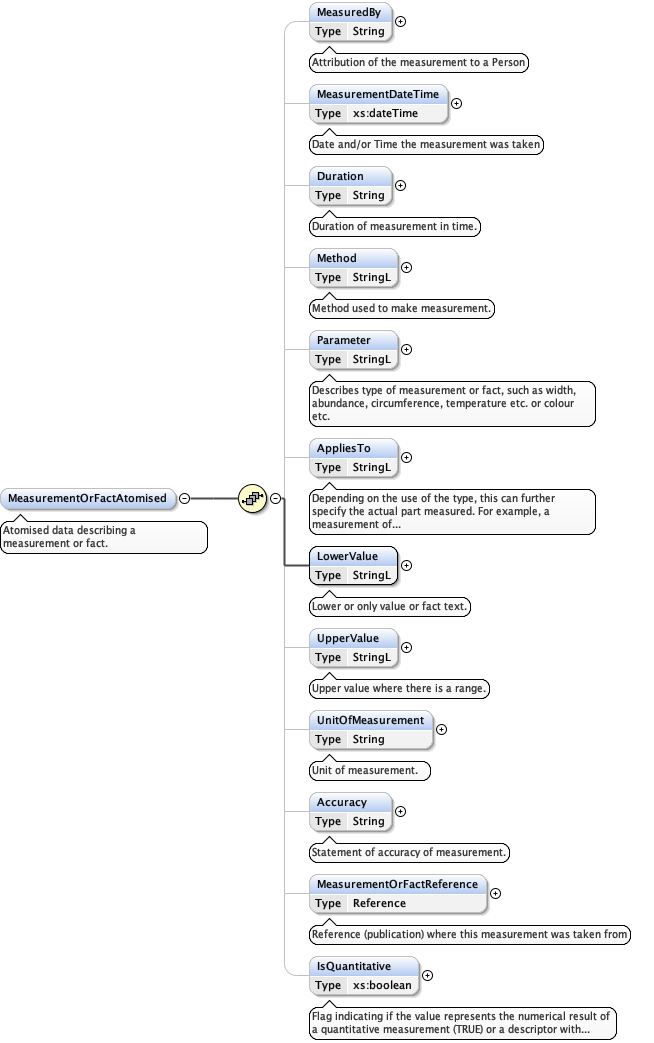 MeasuredBy
Type String
Attribution of the measurement to a Person
MeasurementDateTime
Type xs:dateTime
Date and/or Time the measurement was taken
Duration
Type String
Duration of measurement in time.
Method
Type StringL
Method used to make measurement.
Parameter
Type StringL
Describes type of measurement or fact, such as width,
abundance, circumference, temperature etc. or colour
etc.
AppliesTo
Type StringL
Depending on the use of the type, this can further
specify the actual part measured. For example, a
measurement of...
MeasurementOrFactAtomised
Atomised data describing a
measurement or fact.
LowerValue
Type StringL
Lower or only value or fact text.
UpperValue
Type StringL
Upper value where there is a range.
UnitOfMeasurement
Type String
Unit of measurement.
Accuracy
Type String
Statement of accuracy of measurement.
MeasurementOrFactReference
Type Reference
Reference (publication) where this measurement was taken from
IsQuantitative
Type xs:boolean
Flag indicating if the value represents the numerical result of
a quantitative measurement (TRUE) or a descriptor with...